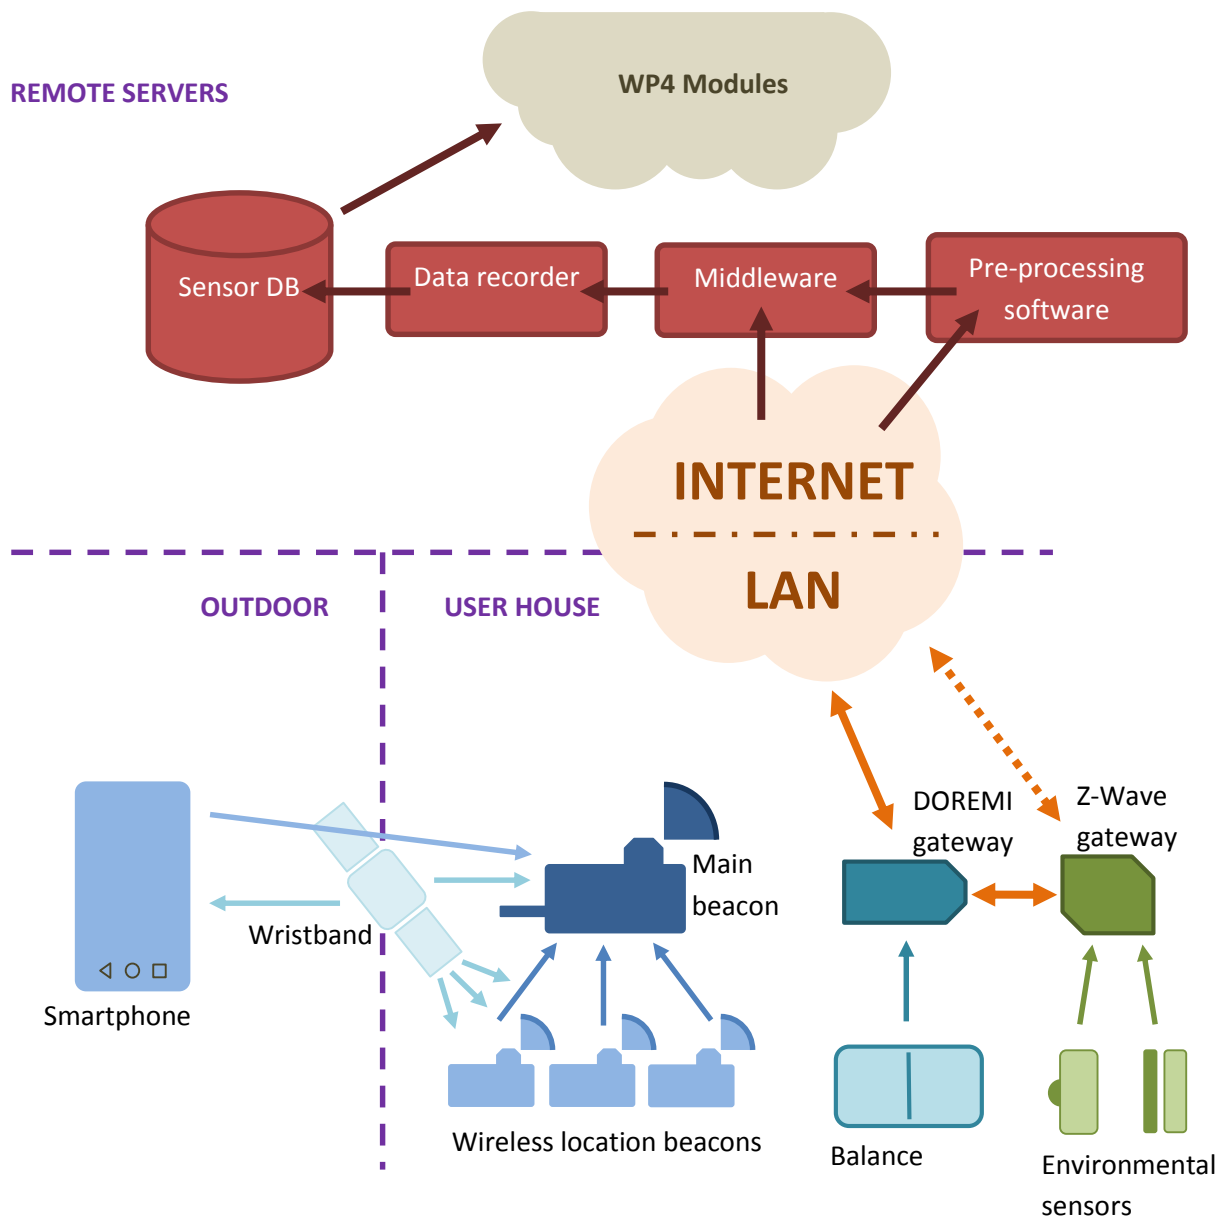 WP4 Modules
REMOTE SERVERS
Sensor DB
Data recorder
Middleware
Pre-processing
software
INTERNET
LAN
OUTDOOR
USER HOUSE
DOREMI
gateway
Z-Wave
gateway
Main
beacon
Wristband
Smartphone
Wireless location beacons
Balance
Environmental
sensors